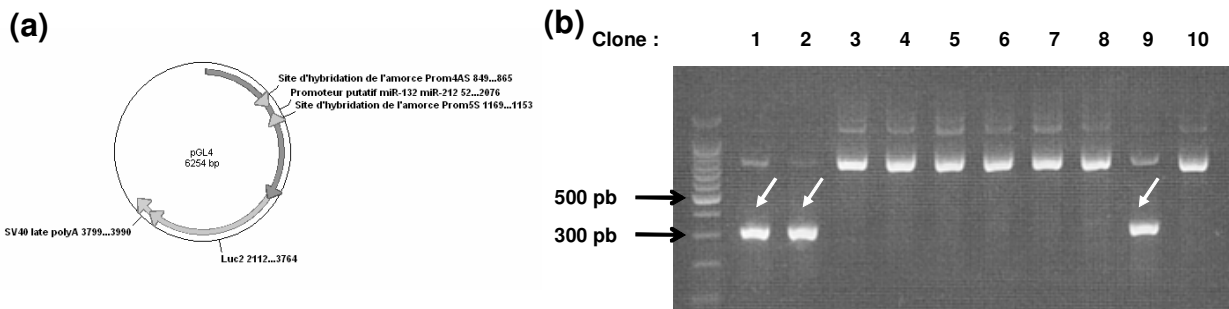 (a)
Site d'hybridation de l'amorce Prom4AS 849...865
Promoteur putatif miR-132 miR-212 52...2076
Site d'hybridation de l'amorce Prom5S 1169...1153
pGL4
6254 bp
SV40 late polyA 3799...3990
Luc2 2112...3764
(b)
Clone : 1 2 3 4 5 6 7 8 9 10
500 pb
300 pb